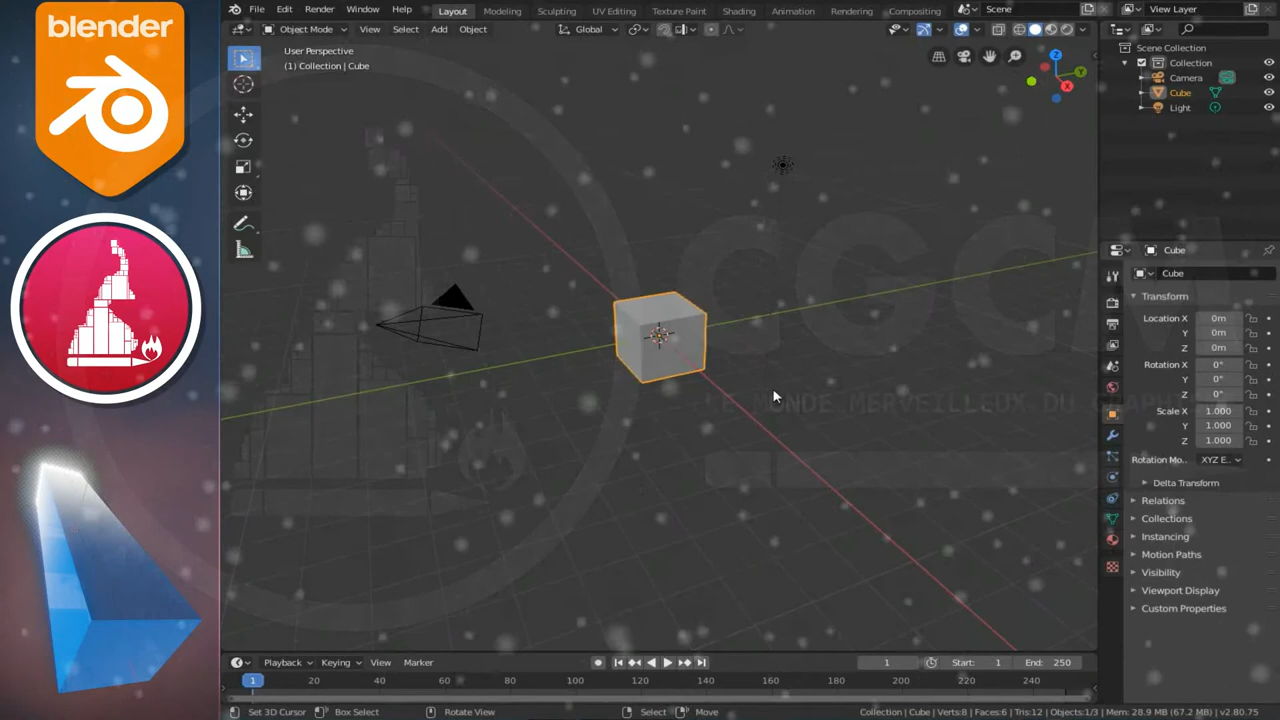 blender
File Edit Render Window Help Layout Modeling Sculpting UV Editing Texture Paint Shading Animation Rendering Compositing Scene View Layer
Object Mode View Select Add Object Global
User Perspective
(1) Collection | Cube
Scene Collection
Collection
Camera
Cube
Light
CGCM
LE MONDE MERVEILLEUX DU GRAPH
Cube
Cube
Transform
Location X 0m
Y 0m
Z 0m
Rotation X 0°
Y 0°
Z 0°
Scale X 1.000
Y 1.000
Z 1.000
Rotation Mo.. XYZ E..
Delta Transform
Relations
Collections
Instancing
Motion Paths
Visibility
Viewport Display
Custom Properties
Playback Keying View Marker 1 Start: 1 End: 250
1 20 40 60 80 100 120 140 160 180 200 220 240
Set 3D Cursor Box Select Rotate View Select Move Collection | Cube | Verts:8 | Faces:6 | Tris:12 | Objects:1/3 | Mem: 28.9 MB (67.2 MB) | v2.80.75